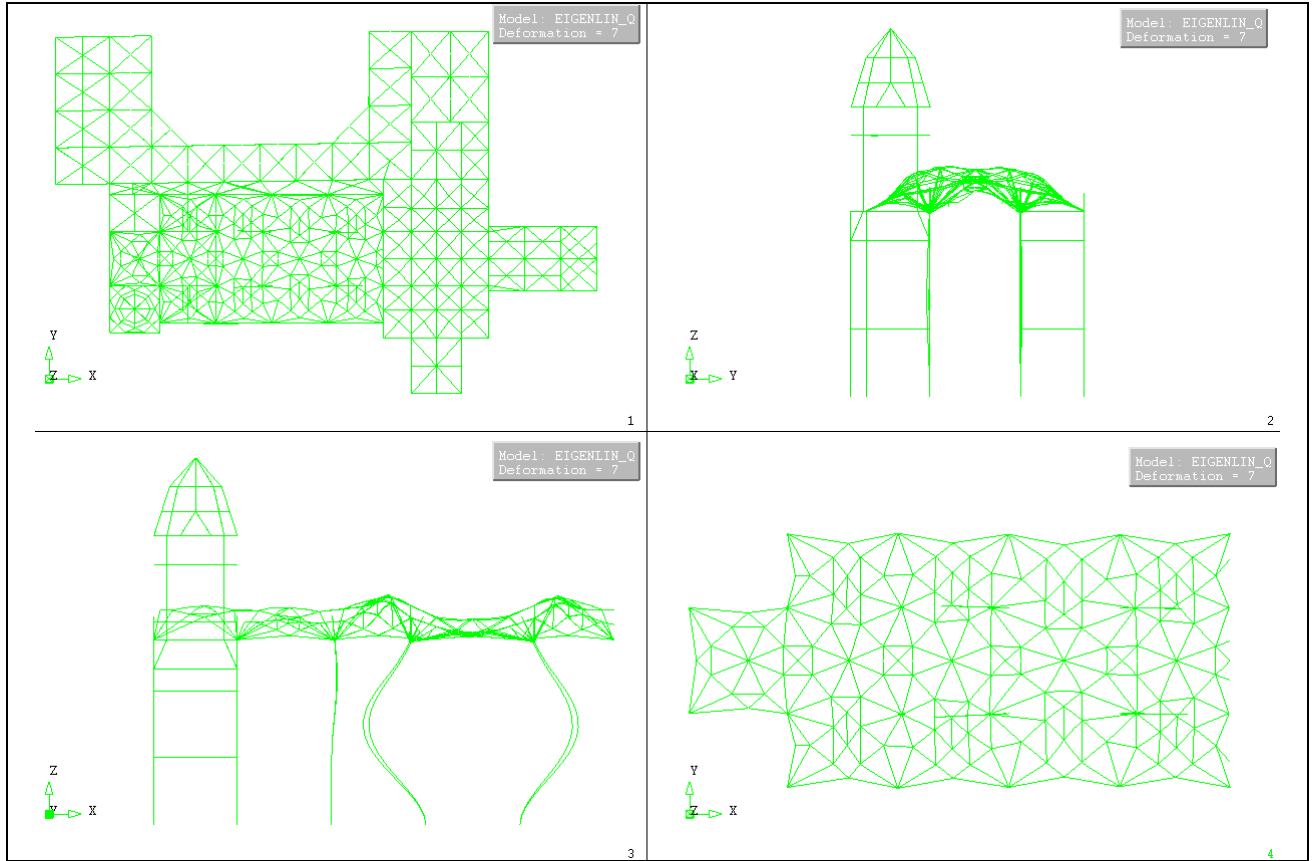 Model: EIGENLIN_Q
Deformation = 7
Y
Z X
1
Model: EIGENLIN_Q
Deformation = 7
Z
X Y
2
Model: EIGENLIN_Q
Deformation = 7
Z
Y X
3
Model: EIGENLIN_Q
Deformation = 7
Y
Z X
4